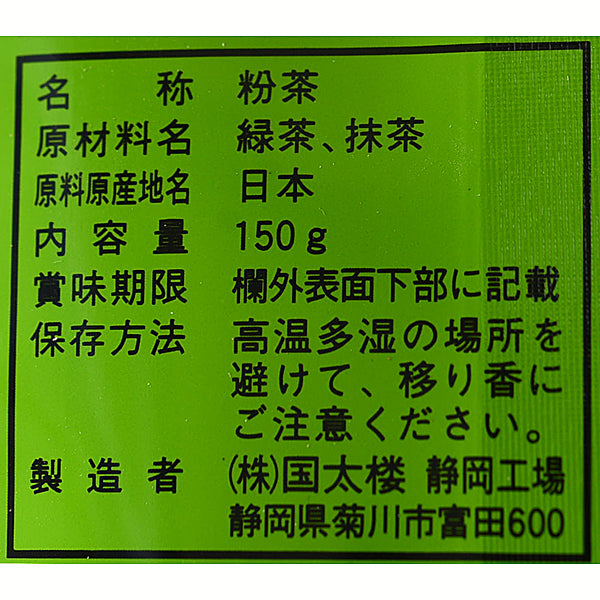 名称 粉茶
原材料名 緑茶、抹茶
原料原産地名 日本
内容量 150g
賞味期限 欄外表面下部に記載
保存方法 高温多湿の場所を
避けて、移り香に
ご注意ください。
製造者 (株)国太楼 静岡工場
静岡県菊川市富田600